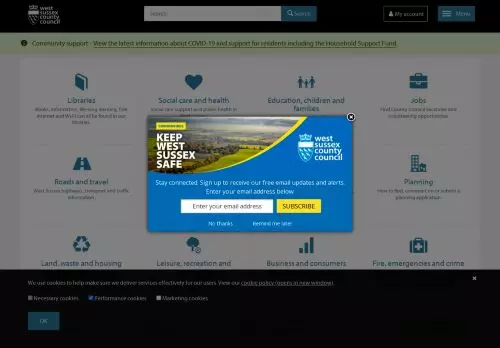 west
sussex
county
council
search
My account
Menu
Community support - View the latest information about COVID-19 and support for residents including the Household Support Fund.
Libraries
Social care and health
Education, children and
families
Jobs
Books, information, life-long learning, free
internet and Wi-Fi can all be found in our
libraries
Social care support and public health in
Find County Council vacancies and
volunteering opportunities
CORONAVIRUS
KEEP
WEST
SUSSEX
SAFE
west
sussex
county
council
Stay connected. Sign up to receive our free email updates and alerts.
Enter your email address below
Enter your email address
SUBSCRIBE
No thanks
Remind me later
Roads and travel
West Sussex highways, transport and traffic
information
Planning
How to find, comment on or submit a
planning application
Land, waste and housing
Leisure, recreation and
Business and consumers
Fire, emergencies and crime
We use cookies to help make sure we deliver services effectively for our users. View our cookie policy (opens in new window).
Necessary cookies
Performance cookies
Marketing cookies
OK